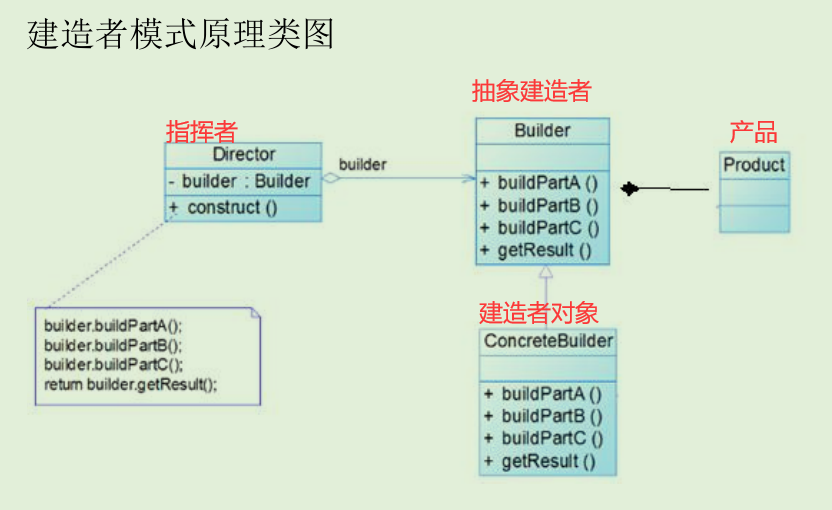 建造者模式原理类图
指挥者
Director
- builder : Builder
+ construct ()
builder
抽象建造者
Builder
+ buildPartA ()
+ buildPartB ()
+ buildPartC ()
+ getResult ()
产品
Product
builder.buildPartA();
builder.buildPartB();
builder.buildPartC();
return builder.getResult();
建造者对象
ConcreteBuilder
+ buildPartA ()
+ buildPartB ()
+ buildPartC ()
+ getResult ()